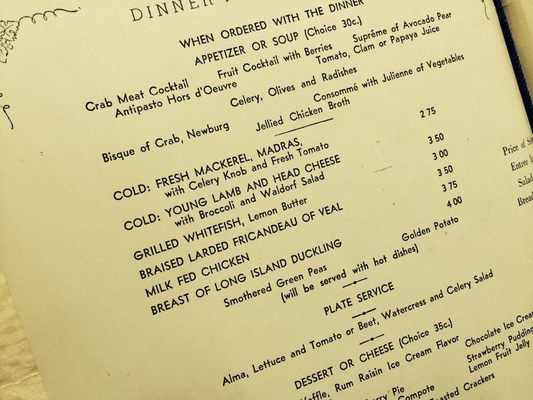 DINNER
WHEN ORDERED WITH THE DINNER
APPETIZER OR SOUP (Choice 30c.)
Crab Meat Cocktail Fruit Cocktail with Berries Suprême of Avocado Pear
Antipasto Hors d'Oeuvre Tomato, Clam or Papaya Juice
Celery, Olives and Radishes
Bisque of Crab, Newburg Jellied Chicken Broth Consommé with Julienne of Vegetables
COLD: FRESH MACKEREL, MADRAS, 2 75
with Celery Knob and Fresh Tomato
COLD: YOUNG LAMB AND HEAD CHEESE 3 50
with Broccoli and Waldorf Salad
GRILLED WHITEFISH, Lemon Butter 3 00
BRAISED LARDED FRICANDEAU OF VEAL 3 50
MILK FED CHICKEN 3 75
BREAST OF LONG ISLAND DUCKLING 4 00
Smothered Green Peas Golden Potato
(will be served with hot dishes)
PLATE SERVICE
Alma, Lettuce and Tomato or Beef, Watercress and Celery Salad
DESSERT OR CHEESE (Choice 35c.)
Waffle, Rum Raisin Ice Cream Flavor Chocolate Ice Cream
Pie Strawberry Pudding
Compote Lemon Fruit Jelly
Toasted Crackers
Price of
Entree
Salad
Bread